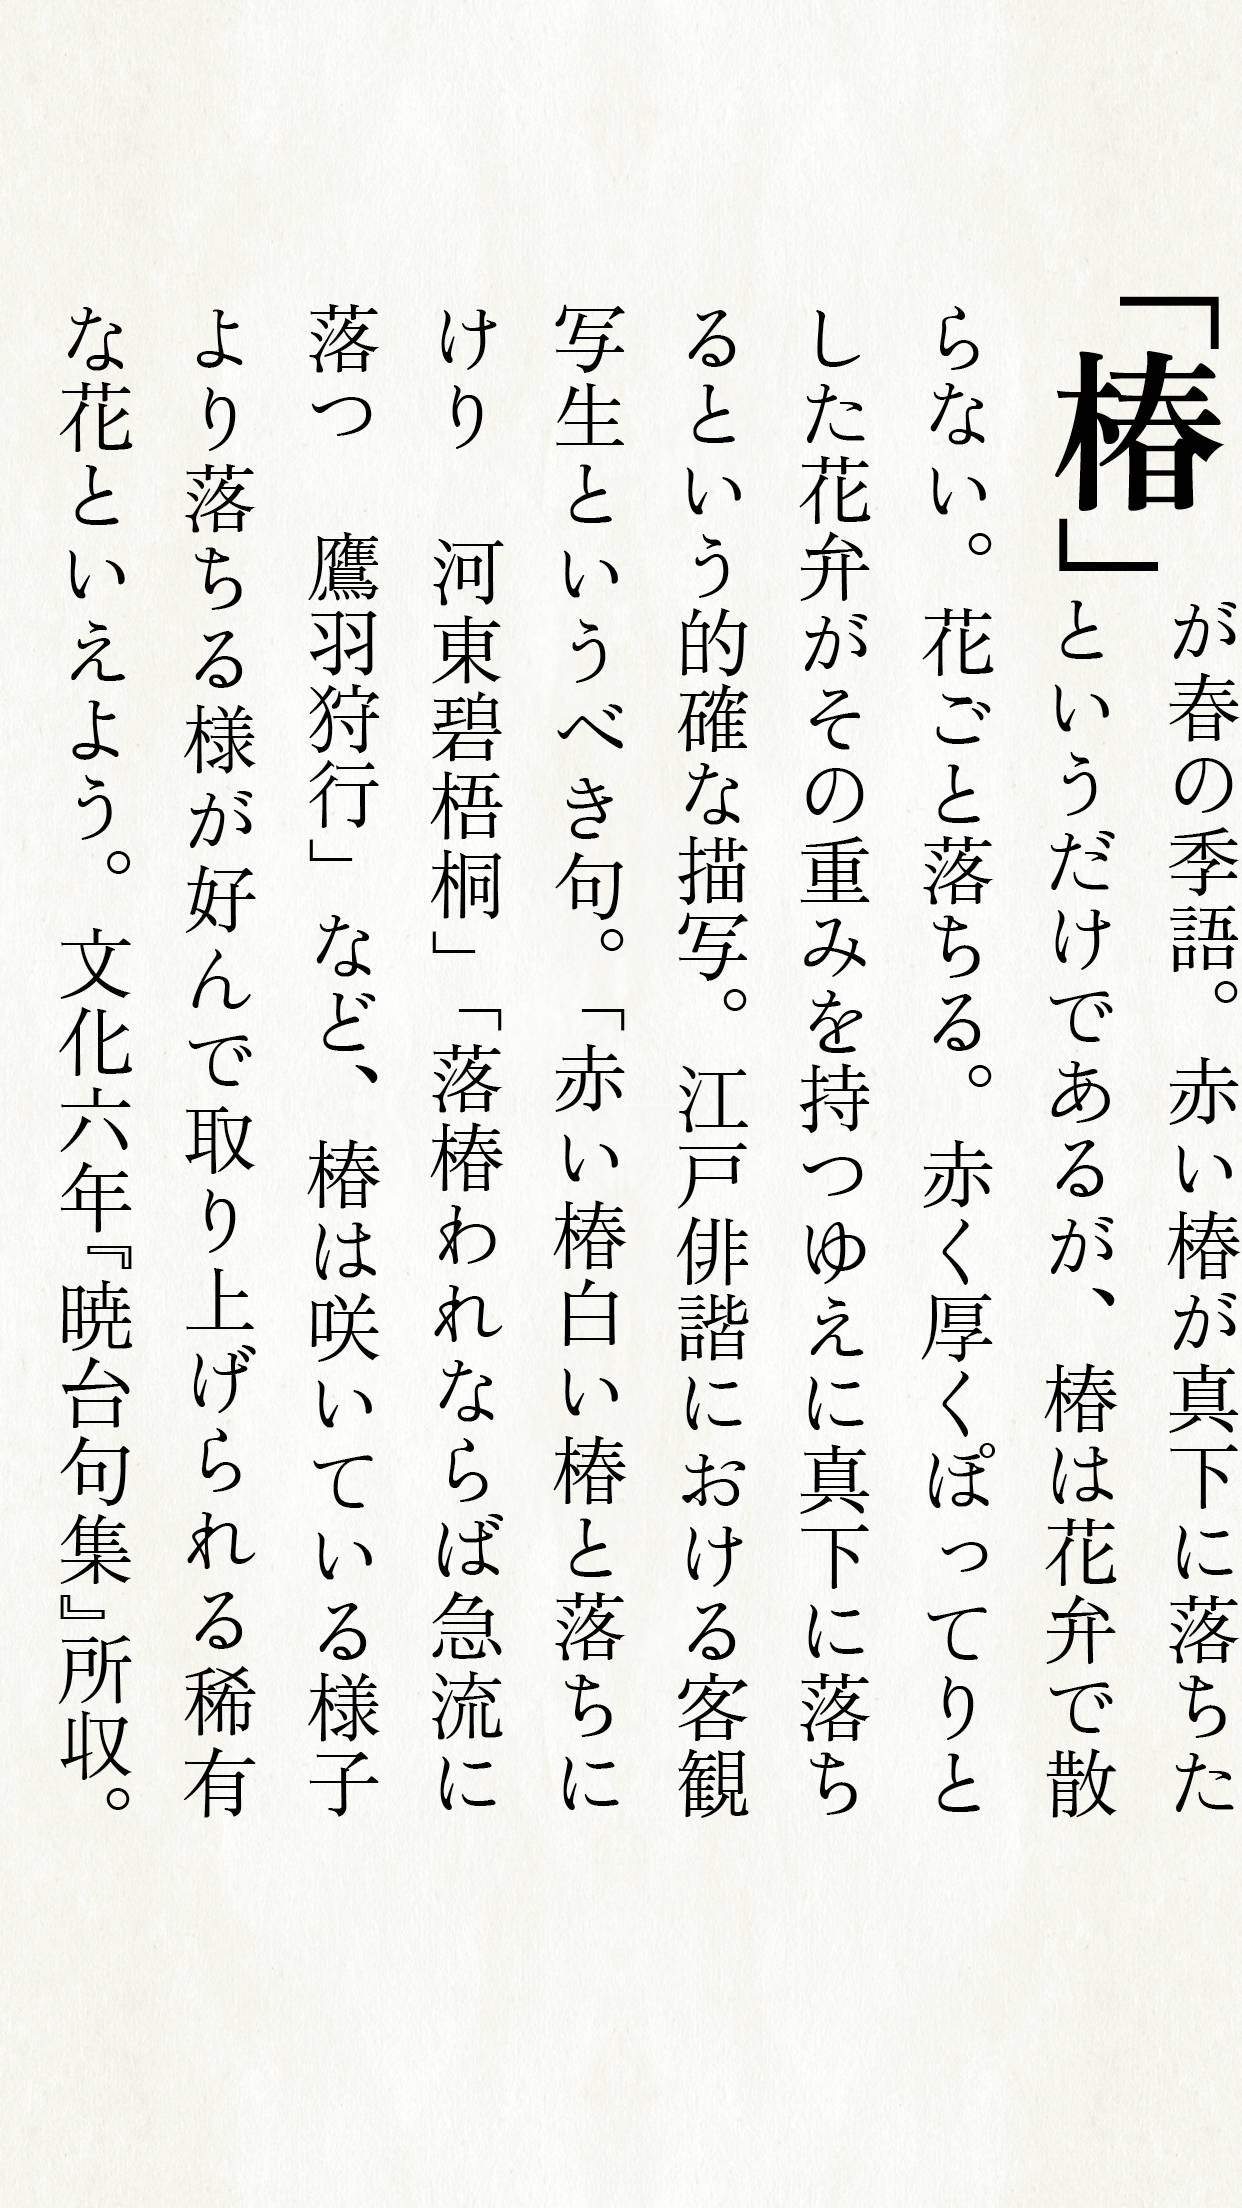 「椿」が春の季語。赤い椿が真下に落ちた
というだけであるが、椿は花弁で散
らない。花ごと落ちる。赤く厚くぽってりと
した花弁がその重みを持つゆえに真下に落ち
るという的確な描写。江戸俳諧における客観
写生というべき句。「赤い椿白い椿と落ちに
けり　河東碧梧桐」「落椿われならば急流に
落つ　鷹羽狩行」など、椿は咲いている様子
より落ちる様が好んで取り上げられる稀有
な花といえよう。文化六年『暁台句集』所収。